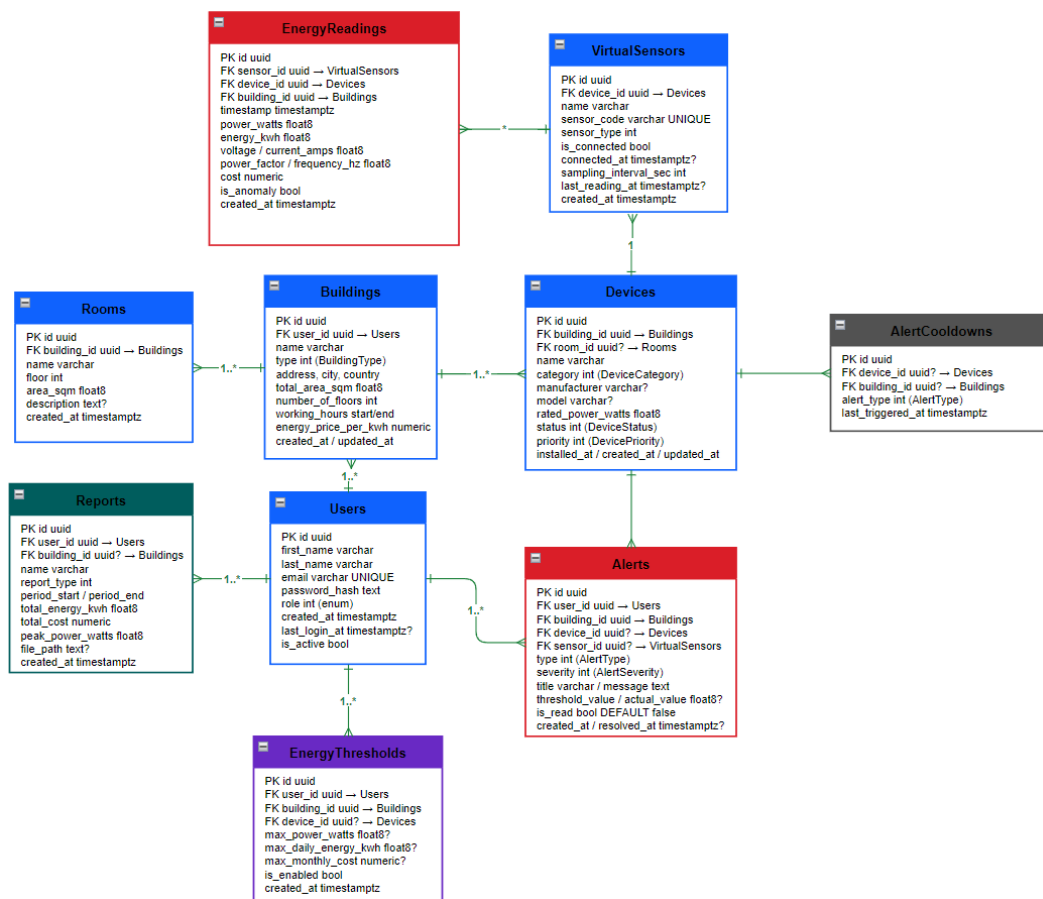 EnergyReadings
PK id uuid
FK sensor_id uuid → VirtualSensors
FK device_id uuid → Devices
FK building_id uuid → Buildings
timestamp timestamptz
power_watts float8
energy_kwh float8
voltage / current_amps float8
power_factor / frequency_hz float8
cost numeric
is_anomaly bool
created_at timestamptz
*
VirtualSensors
PK id uuid
FK device_id uuid → Devices
name varchar
sensor_code varchar UNIQUE
sensor_type int
is_connected bool
connected_at timestamptz?
sampling_interval_sec int
last_reading_at timestamptz?
created_at timestamptz
1
Rooms
PK id uuid
FK building_id uuid → Buildings
name varchar
floor int
area_sqm float8
description text?
created_at timestamptz
1..*
Buildings
PK id uuid
FK user_id uuid → Users
name varchar
type int (BuildingType)
address, city, country
total_area_sqm float8
number_of_floors int
working_hours start/end
energy_price_per_kwh numeric
created_at / updated_at
1..*
Devices
PK id uuid
FK building_id uuid → Buildings
FK room_id uuid? → Rooms
name varchar
category int (DeviceCategory)
manufacturer varchar?
model varchar?
rated_power_watts float8
status int (DeviceStatus)
priority int (DevicePriority)
installed_at / created_at / updated_at
AlertCooldowns
PK id uuid
FK device_id uuid? → Devices
FK building_id uuid? → Buildings
alert_type int (AlertType)
last_triggered_at timestamptz
1..*
Reports
PK id uuid
FK user_id uuid → Users
FK building_id uuid? → Buildings
name varchar
report_type int
period_start / period_end
total_energy_kwh float8
total_cost numeric
peak_power_watts float8
file_path text?
created_at timestamptz
1..*
Users
PK id uuid
first_name varchar
last_name varchar
email varchar UNIQUE
password_hash text
role int (enum)
created_at timestamptz
last_login_at timestamptz?
is_active bool
1..*
Alerts
PK id uuid
FK user_id uuid → Users
FK building_id uuid → Buildings
FK device_id uuid? → Devices
FK sensor_id uuid? → VirtualSensors
type int (AlertType)
severity int (AlertSeverity)
title varchar / message text
threshold_value / actual_value float8?
is_read bool DEFAULT false
created_at / resolved_at timestamptz?
1..*
EnergyThresholds
PK id uuid
FK user_id uuid → Users
FK building_id uuid → Buildings
FK device_id uuid? → Devices
max_power_watts float8?
max_daily_energy_kwh float8?
max_monthly_cost numeric?
is_enabled bool
created_at timestamptz